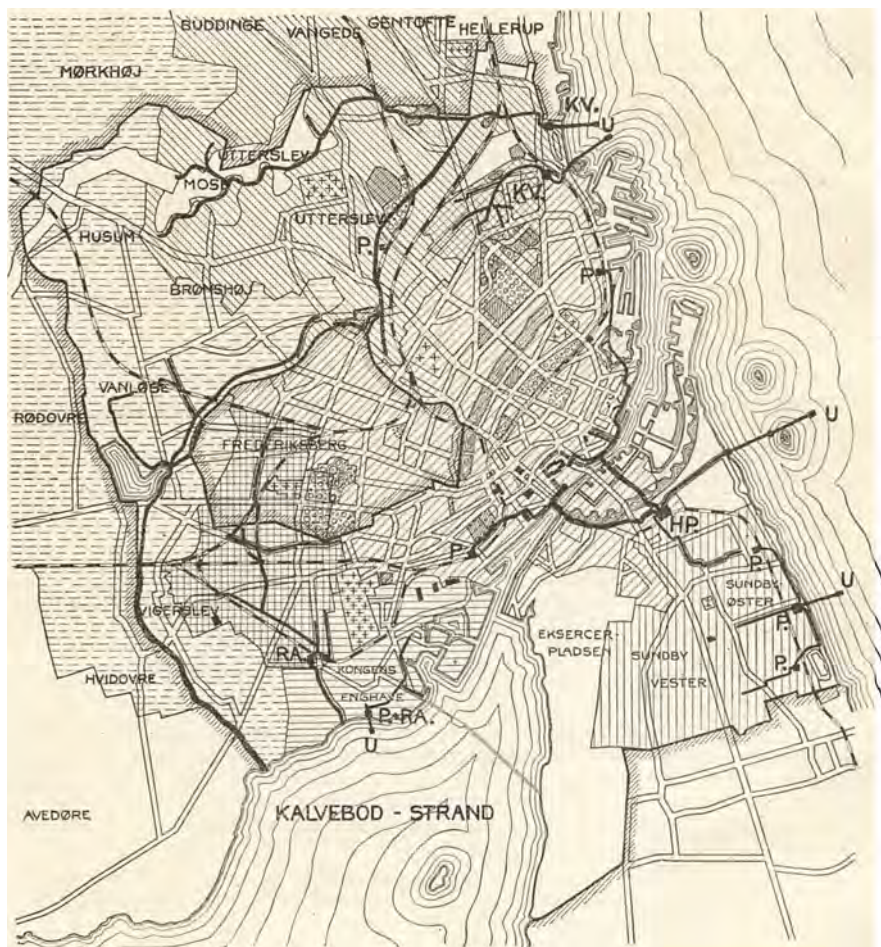 BUDDINGE
VANGEDE
GENTOFTE
HELLERUP
MØRKHØJ
KV.
U
UTTERSLEV
MOSE
KV.
UTTERSLEV
HUSUM
P.
P.
BRØNSHØJ
VANLØSE
RØDOVRE
U
FREDERIKSBERG
HP.
P.
P.
SUNDBY-
ØSTER
U
VIGERSLEV
P.
EKSERCER-
PLADSEN
SUNDBY
VESTER
RA.
KONGENS
P.
HVIDOVRE
ENGHAVE
P.+RA.
U
AVEDØRE
KALVEBOD - STRAND